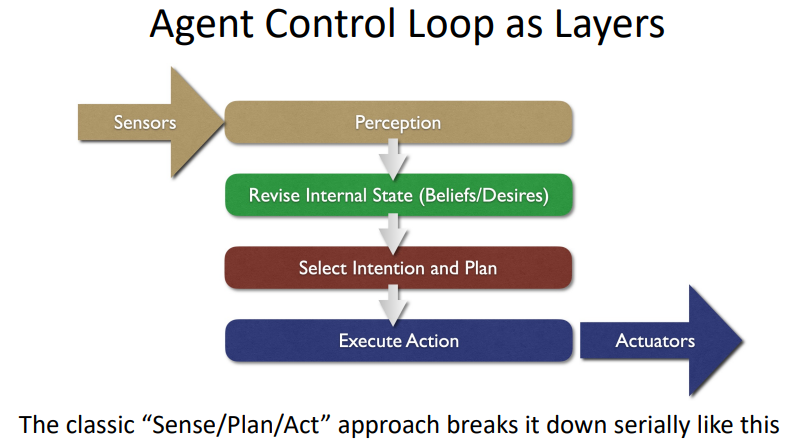 Agent Control Loop as Layers
Sensors
Perception
Revise Internal State (Beliefs/Desires)
Select Intention and Plan
Execute Action
Actuators
The classic “Sense/Plan/Act” approach breaks it down serially like this